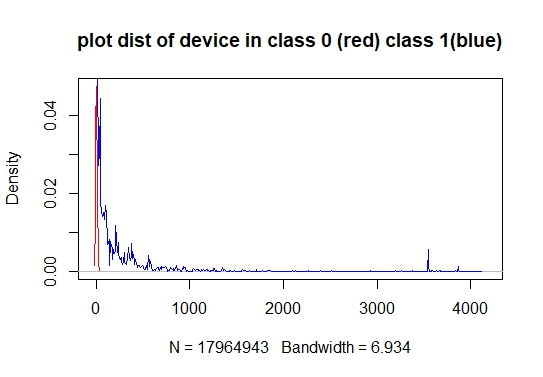 plot dist of device in class 0 (red) class 1(blue)
Density
0.04
0.02
0.00
0 1000 2000 3000 4000
N = 17964943 Bandwidth = 6.934